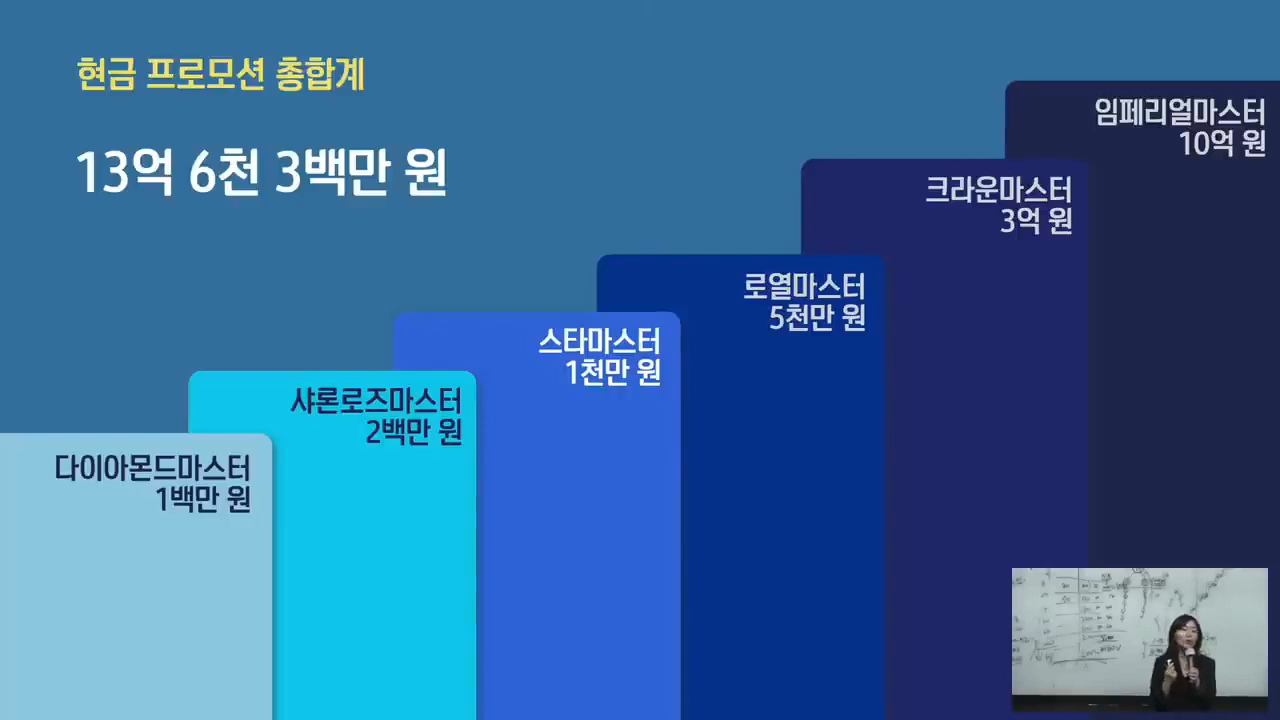 현금 프로모션 총합계
13억 6천 3백만 원
임페리얼마스터
10억 원
크라운마스터
3억 원
로열마스터
5천만 원
스타마스터
1천만 원
샤론로즈마스터
2백만 원
다이아몬드마스터
1백만 원